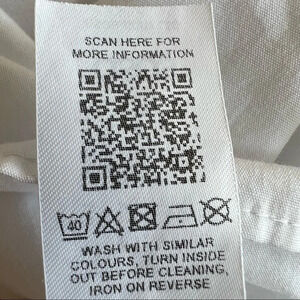 SCAN HERE FOR
MORE INFORMATION
40
WASH WITH SIMILAR
COLOURS, TURN INSIDE
OUT BEFORE CLEANING,
IRON ON REVERSE